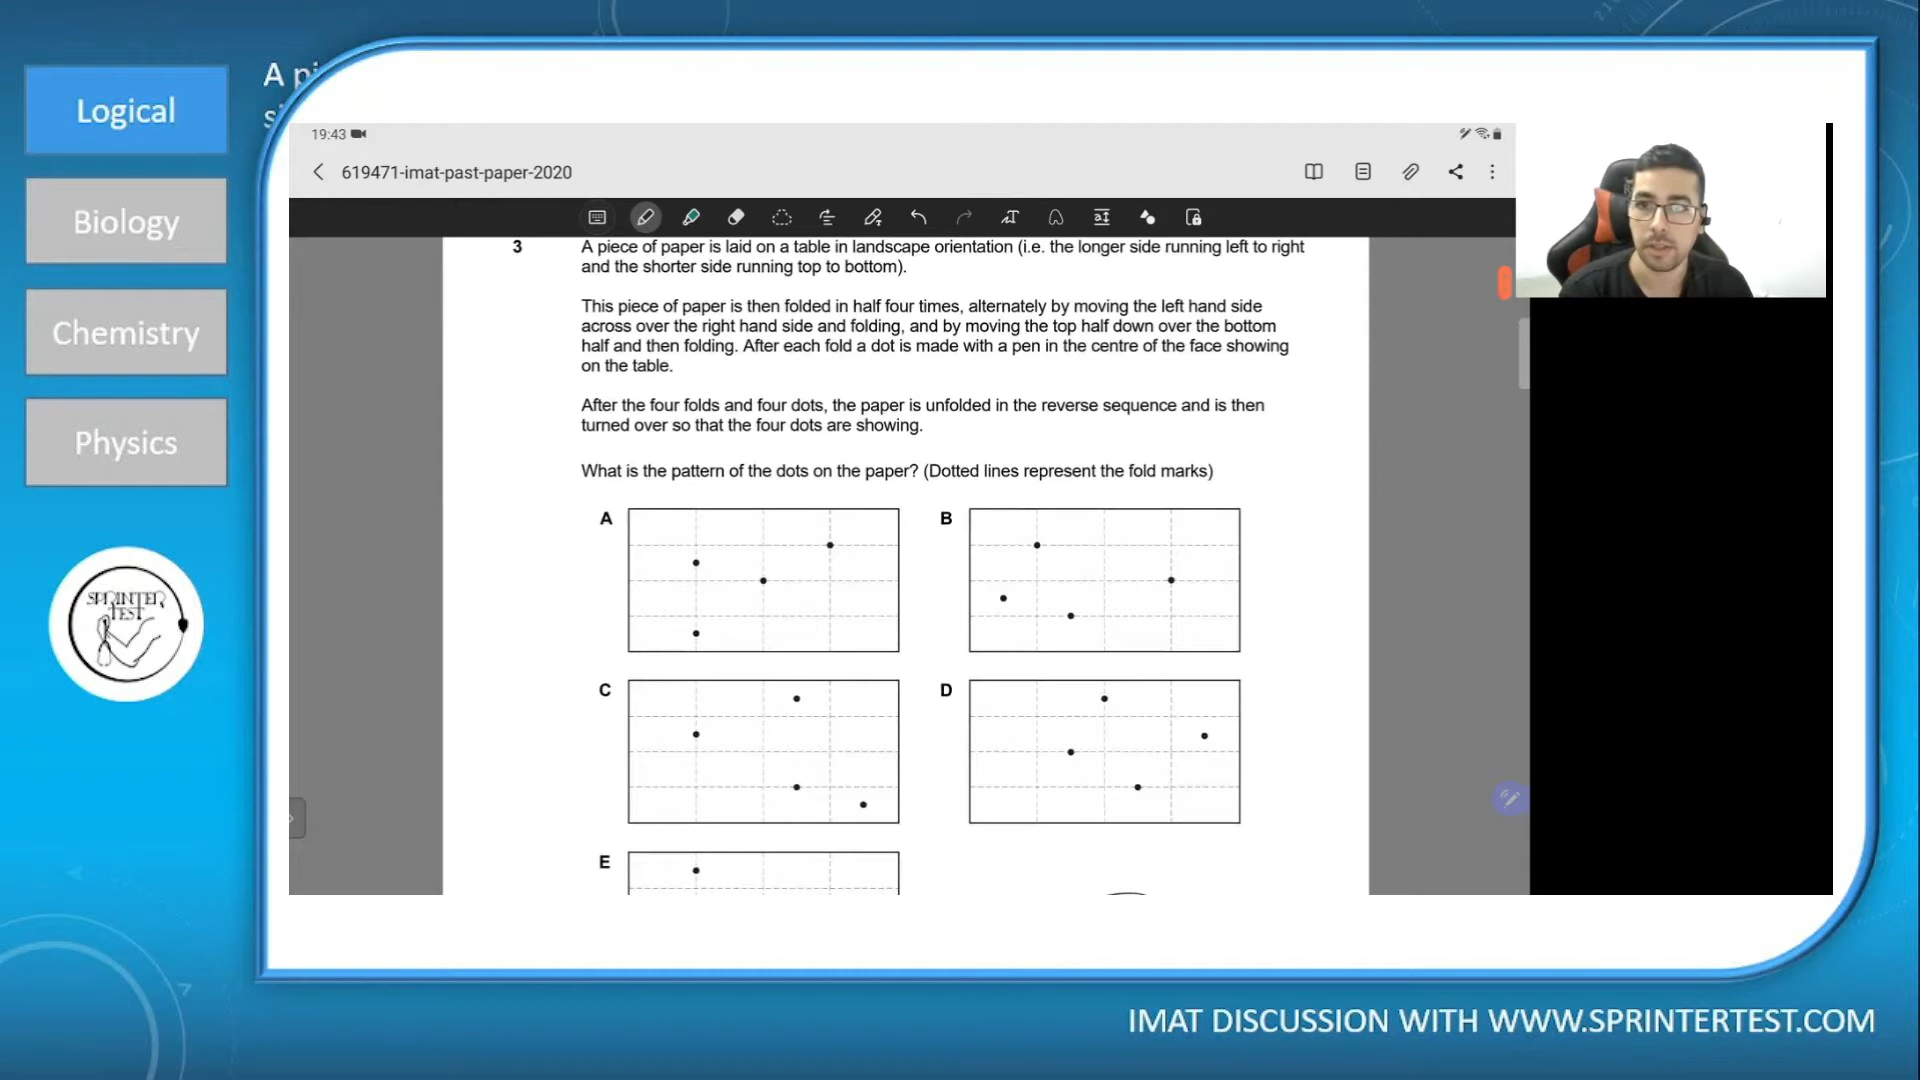 Logical
Biology
Chemistry
Physics
SPRINTER
TEST
A pi
19:43
619471-imat-past-paper-2020
3 A piece of paper is laid on a table in landscape orientation (i.e. the longer side running left to right
and the shorter side running top to bottom).
This piece of paper is then folded in half four times, alternately by moving the left hand side
across over the right hand side and folding, and by moving the top half down over the bottom
half and then folding. After each fold a dot is made with a pen in the centre of the face showing
on the table.
After the four folds and four dots, the paper is unfolded in the reverse sequence and is then
turned over so that the four dots are showing.
What is the pattern of the dots on the paper? (Dotted lines represent the fold marks)
A
B
C
D
E
IMAT DISCUSSION WITH WWW.SPRINTERTEST.COM